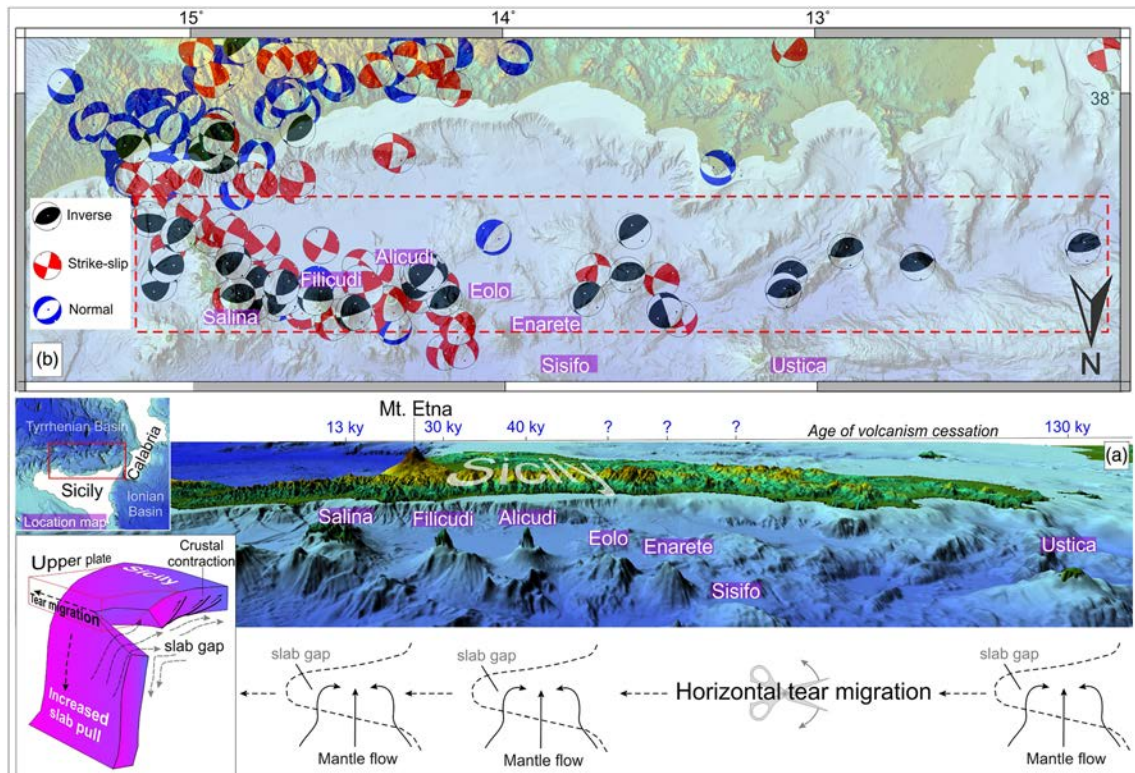 15°
14°
13°
38°
Inverse
Strike-slip
Normal
Alicudi
Filicudi
Eolo
Salina
Enarete
Sisifo
Ustica
N
(b)
Mt. Etna
13 ky
30 ky
40 ky
?
?
?
Age of volcanism cessation
130 ky
(a)
Tyrrhenian Basin
Calabria
Sicily
Ionian
Basin
Location map
Sicily
Salina
Filicudi
Alicudi
Eolo
Enarete
Sisifo
Ustica
Upper plate
Crustal
contraction
Sicily
Tear migration
slab gap
Increased
slab pull
slab gap
Mantle flow
slab gap
Mantle flow
Horizontal tear migration
slab gap
Mantle flow